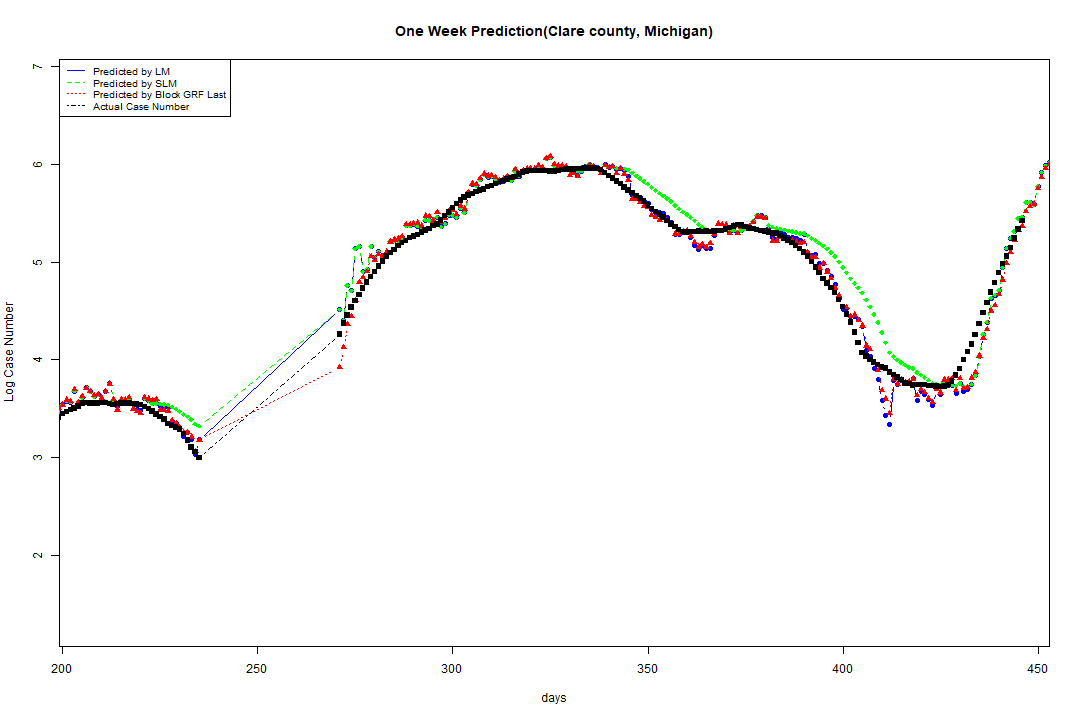 One Week Prediction(Clare county, Michigan)
Predicted by LM
Predicted by SLM
Predicted by Block GRF Last
Actual Case Number
Log Case Number
7
6
5
4
3
2
200 250 300 350 400 450
days